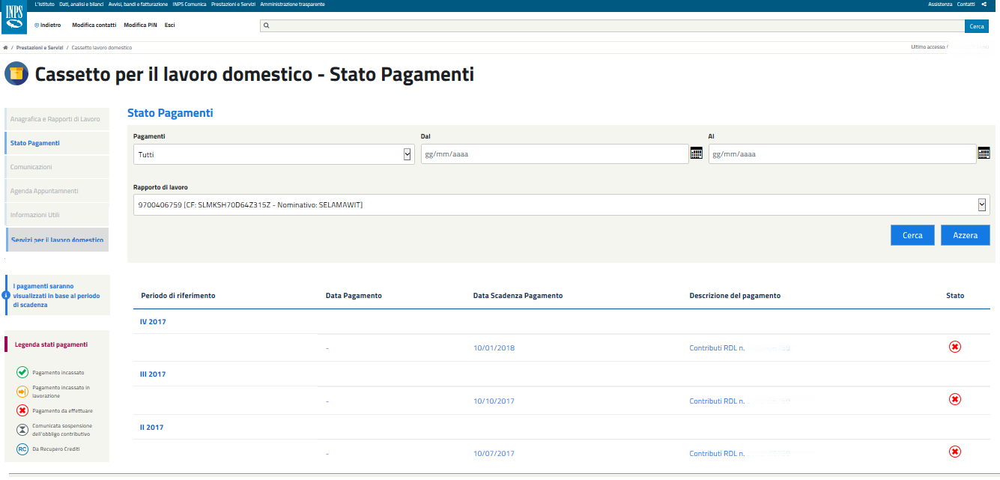 L'Istituto Dati, analisi e bilanci Avvisi, bandi e fatturazione INPS Comunica Prestazioni e Servizi Amministrazione trasparente Assistenza Contatti
INPS
Indietro Modifica contatti Modifica PIN Esci Cerca
/ Prestazioni e Servizi / Cassetto lavoro domestico Ultimo accesso:
Cassetto per il lavoro domestico - Stato Pagamenti
Anagrafica e Rapporti di Lavoro
Stato Pagamenti
Comunicazioni
Agenda Appuntamnenti
Informazioni Utili
Servizi per il lavoro domestico
I pagamenti saranno
visualizzati in base al periodo
di scadenza
Legenda stati pagamenti
Pagamento incassato
Pagamento incassato in
lavorazione
Pagamento da effettuare
Comunicata sospensione
dell'obbligo contributivo
RC Da Recupero Crediti
Stato Pagamenti
Pagamenti Dal Al
Tutti gg/mm/aaaa gg/mm/aaaa
Rapporto di lavoro
9700406759 [CF: SLMKSH70D64Z315Z - Nominativo: SELAMAWIT]
Cerca Azzera
Periodo di riferimento Data Pagamento Data Scadenza Pagamento Descrizione del pagamento Stato
IV 2017
- 10/01/2018 Contributi RDL n.
III 2017
- 10/10/2017 Contributi RDL n.
II 2017
- 10/07/2017 Contributi RDL n.